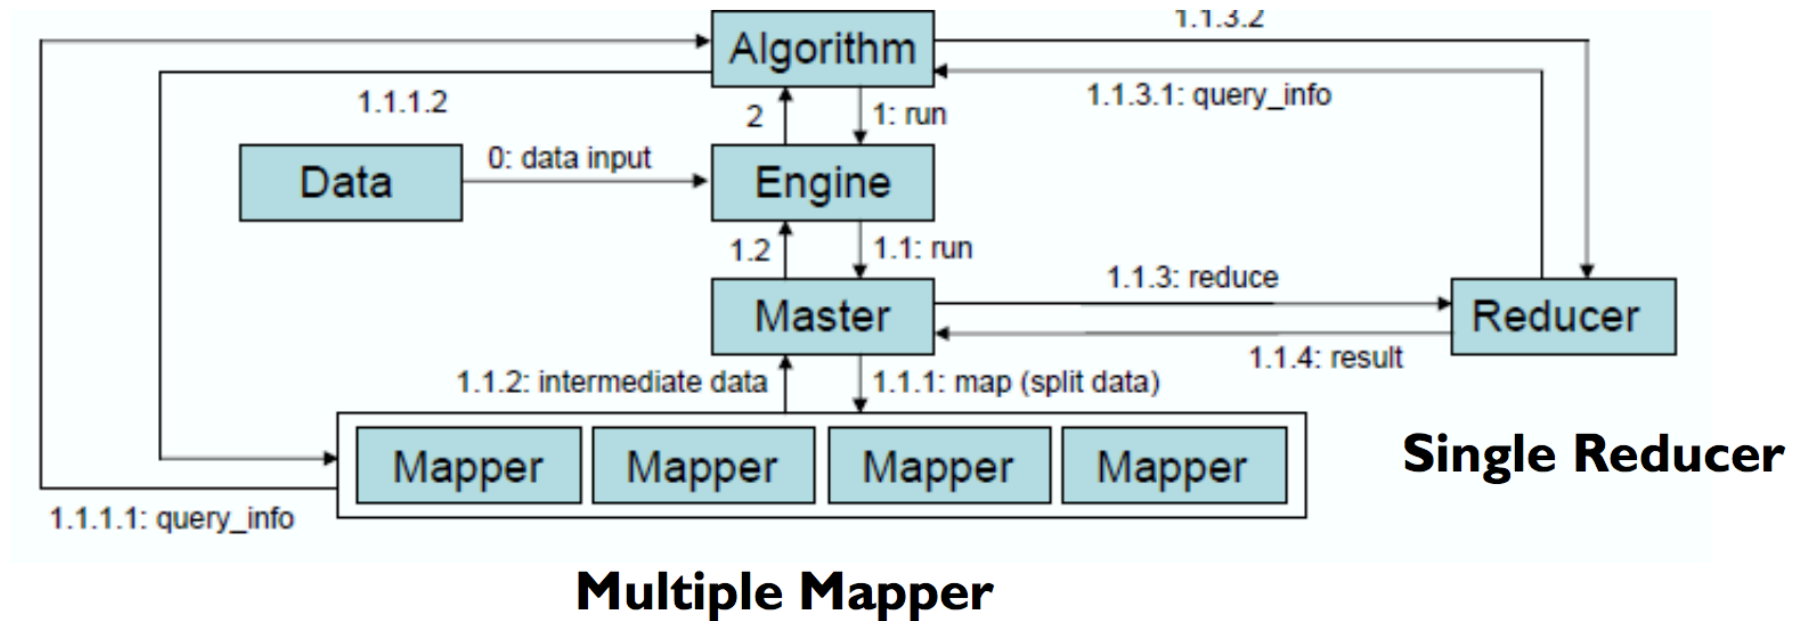 1.1.3.2
Algorithm
1.1.1.2
1.1.3.1: query_info
2
1: run
Data
0: data input
Engine
1.2
1.1: run
1.1.3: reduce
Master
Reducer
1.1.4: result
1.1.2: intermediate data
1.1.1: map (split data)
Mapper
Mapper
Mapper
Mapper
Single Reducer
1.1.1.1: query_info
Multiple Mapper